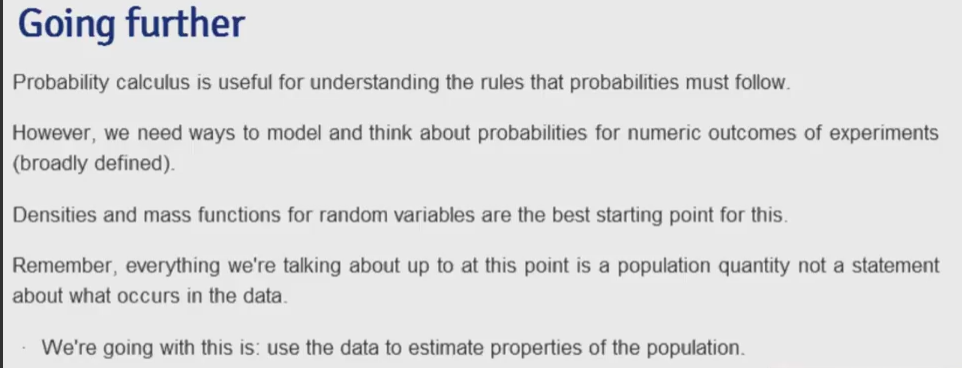 Going further
Probability calculus is useful for understanding the rules that probabilities must follow.
However, we need ways to model and think about probabilities for numeric outcomes of experiments
(broadly defined).
Densities and mass functions for random variables are the best starting point for this.
Remember, everything we're talking about up to at this point is a population quantity not a statement
about what occurs in the data.
· We're going with this is: use the data to estimate properties of the population.